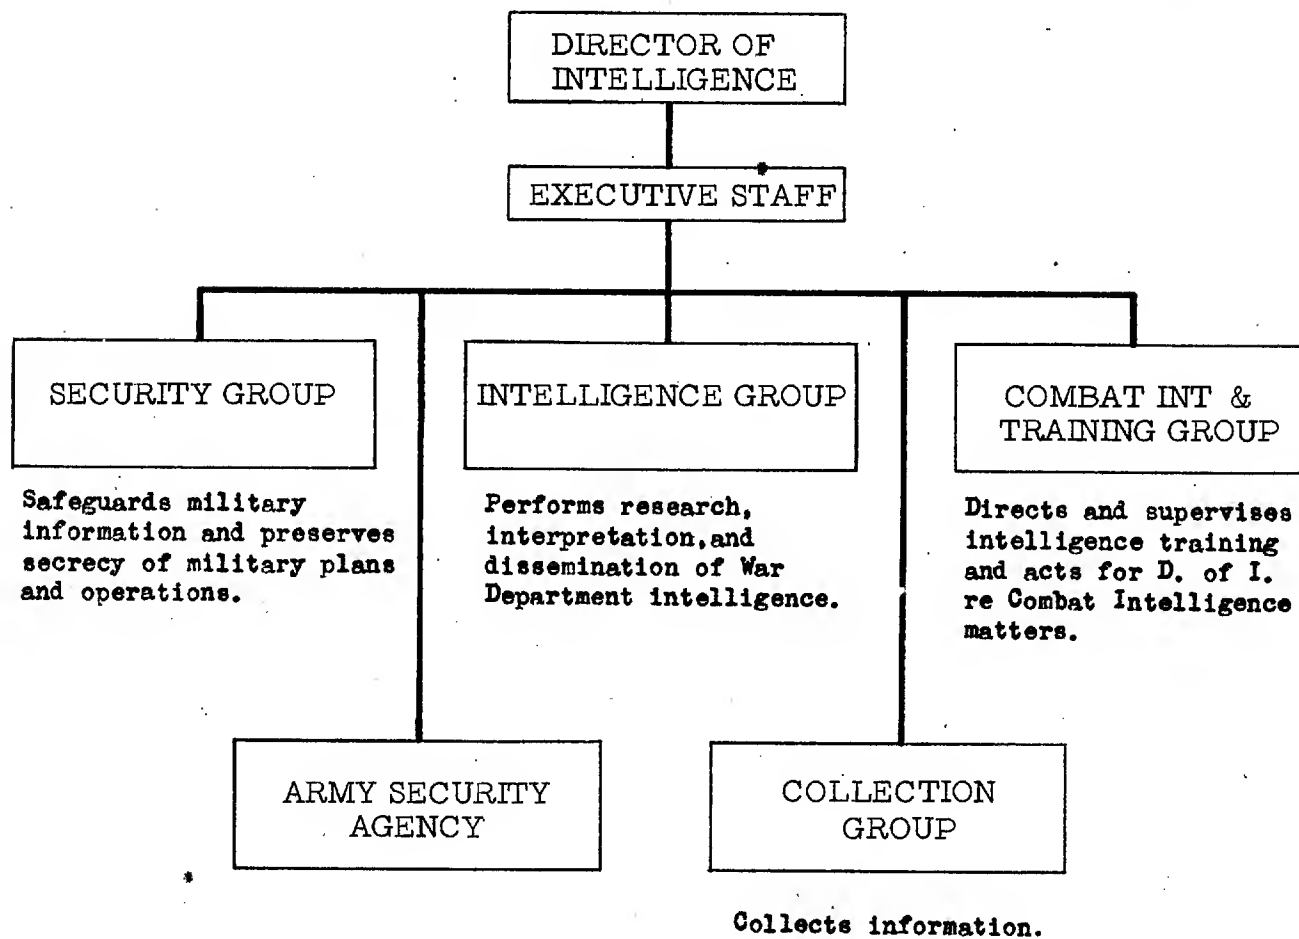 DIRECTOR OF
INTELLIGENCE
EXECUTIVE STAFF
SECURITY GROUP
Safeguards military
information and preserves
secrecy of military plans
and operations.
INTELLIGENCE GROUP
Performs research,
interpretation,and
dissemination of War
Department intelligence.
COMBAT INT &
TRAINING GROUP
Directs and supervises
intelligence training
and acts for D. of I.
re Combat Intelligence
matters.
ARMY SECURITY
AGENCY
COLLECTION
GROUP
Collects information.